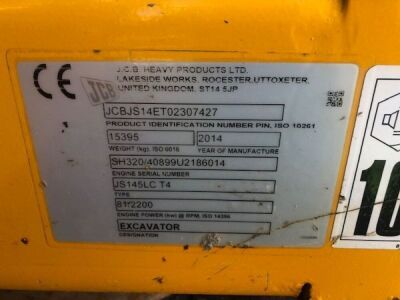 J.C.B. HEAVY PRODUCTS LTD.
LAKESIDE WORKS, ROCESTER,UTTOXETER,
UNITED KINGDOM. ST14 5JP
CE
JCB
JCBJS14ET02307427
PRODUCT IDENTIFICATION NUMBER PIN, ISO 10261
15395 2014
WEIGHT (kg), ISO 6016 YEAR OF MANUFACTURE
SH320/40899U2186014
ENGINE SERIAL NUMBER
JS145LC T4
TYPE
81/2200
ENGINE POWER (kw) @ RPM, ISO 14396
EXCAVATOR
DESIGNATION
10